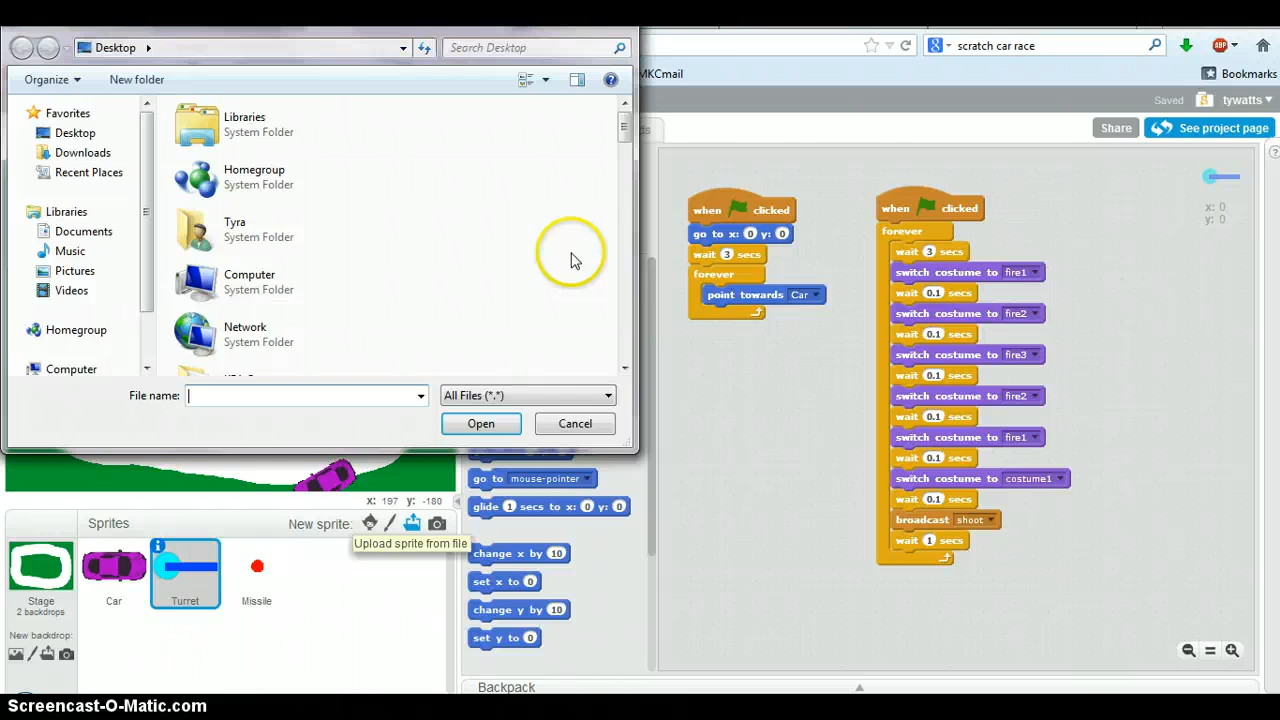 Desktop
Search Desktop
scratch car race
Organize
New folder
MKCmail
Bookmarks
Favorites
Desktop
Downloads
Recent Places
Libraries
Documents
Music
Pictures
Videos
Homegroup
Computer
Libraries
System Folder
Homegroup
System Folder
Tyra
System Folder
Computer
System Folder
Network
System Folder
File name:
All Files (*.*)
Open
Cancel
Saved
tywatts
Share
See project page
x: 0
y: 0
when clicked
go to x: 0 y: 0
wait 3 secs
forever
point towards Car
when clicked
forever
wait 3 secs
switch costume to fire1
wait 0.1 secs
switch costume to fire2
wait 0.1 secs
switch costume to fire3
wait 0.1 secs
switch costume to fire2
wait 0.1 secs
switch costume to fire1
wait 0.1 secs
switch costume to costume1
wait 0.1 secs
broadcast shoot
wait 1 secs
go to mouse-pointer
glide 1 secs to x: 0 y: 0
change x by 10
set x to 0
change y by 10
set y to 0
x: 197 y: -180
Sprites
New sprite:
Upload sprite from file
Stage
2 backdrops
New backdrop:
Car
Turret
Missile
Backpack
Screencast-O-Matic.com